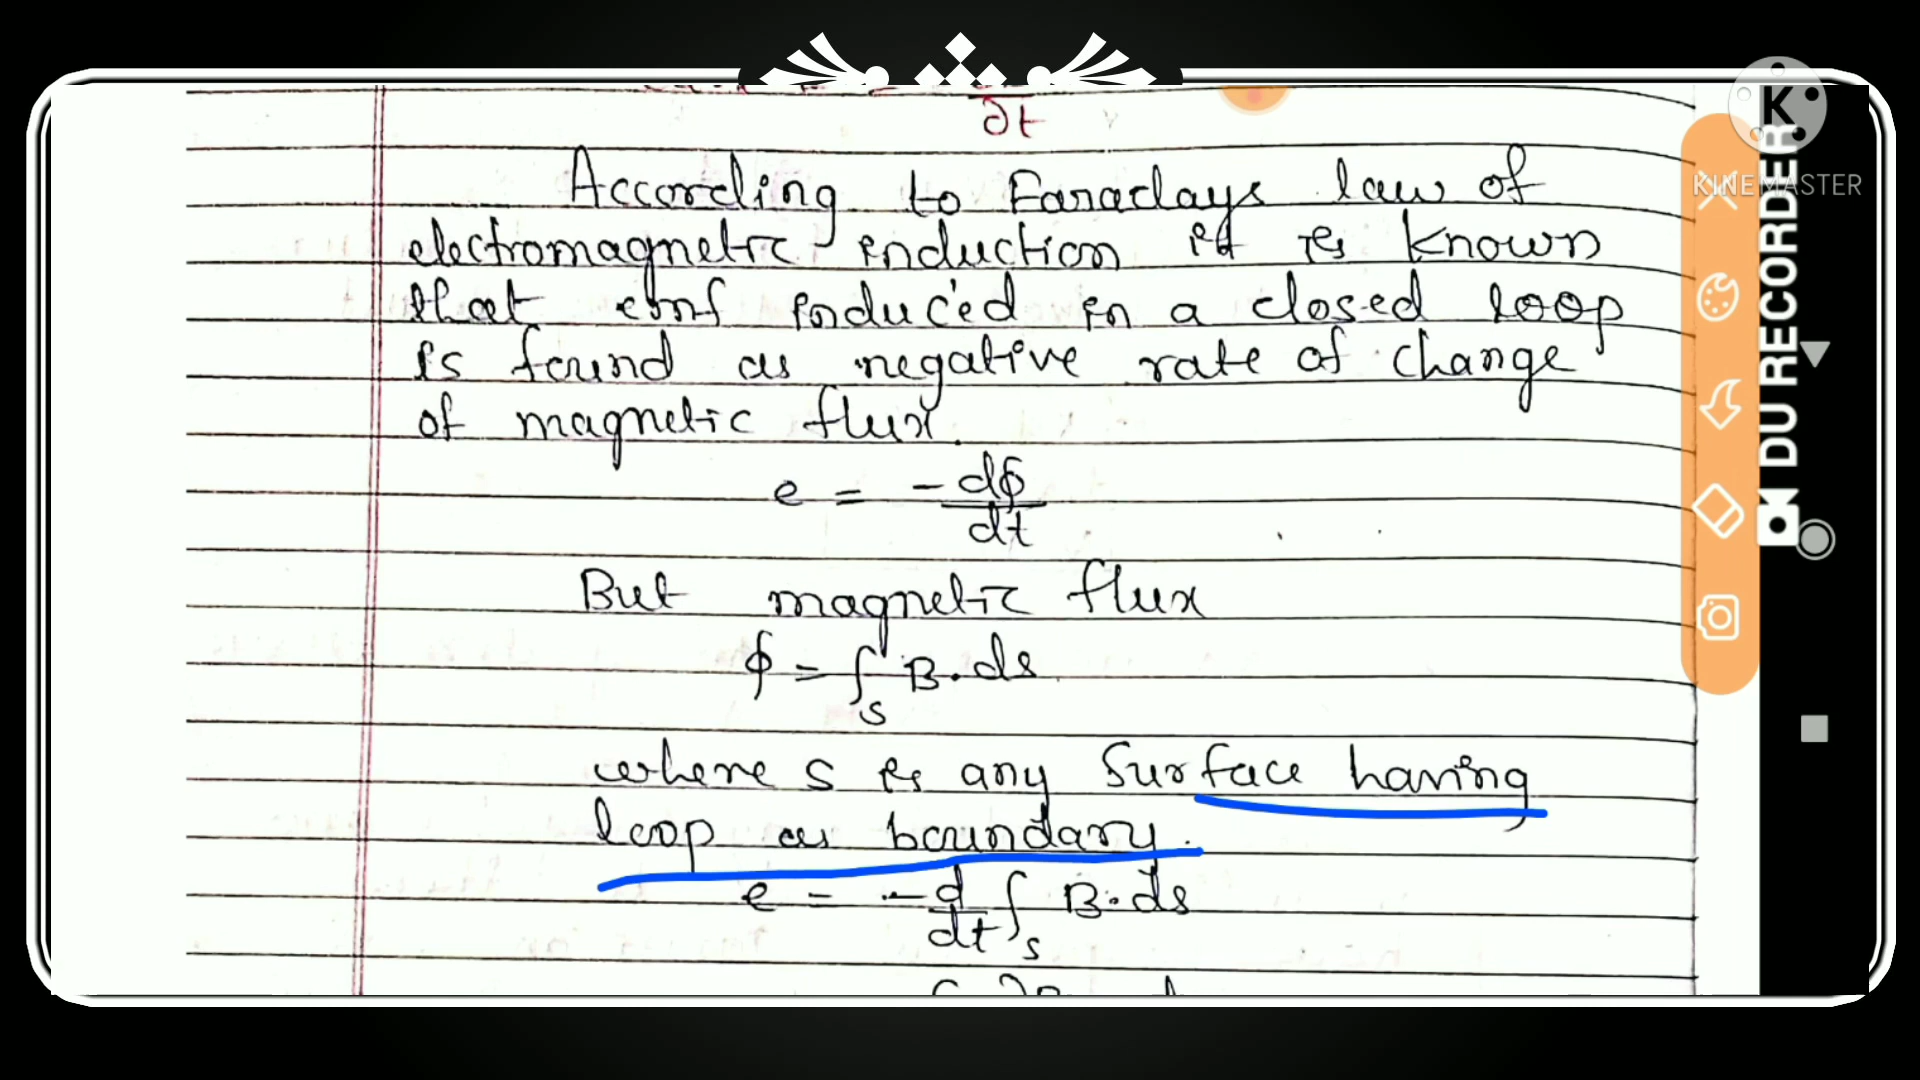 ∂t
According to Faradays law of
electromagnetic induction it is known
that emf induced in a closed loop
is found as negative rate of change
of magnetic flux.
e = -dϕ/dt
But magnetic flux
ϕ = ∫s B.ds
where s is any Surface having
loop as boundary.
e = -d/dt ∫s B.ds
K
KINEMASTER
DU RECORDER